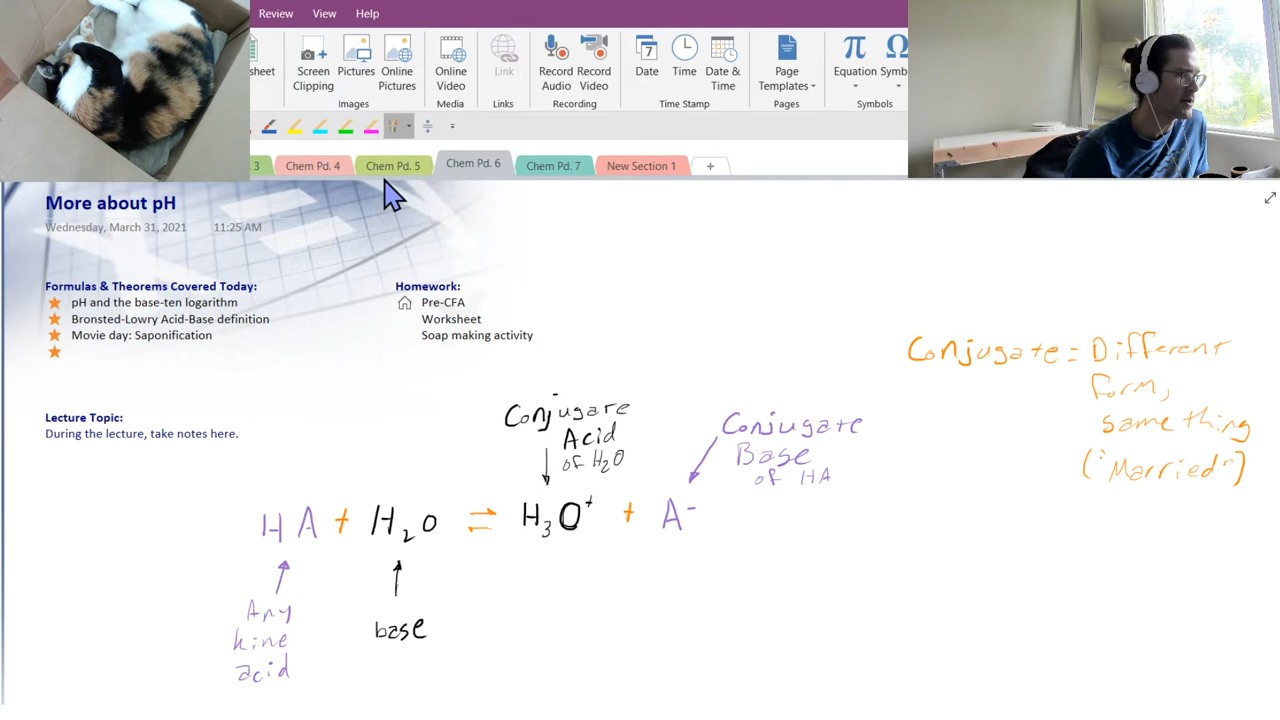 Review View Help
sheet
Screen Clipping
Pictures
Online Pictures
Online Video
Link
Record Audio
Record Video
Date
Time
Date & Time
Page Templates
Equation
Symb
Images
Media
Links
Recording
Time Stamp
Pages
Symbols
3 Chem Pd. 4 Chem Pd. 5 Chem Pd. 6 Chem Pd. 7 New Section 1 +
More about pH
Wednesday, March 31, 2021 11:25 AM
Formulas & Theorems Covered Today:
pH and the base-ten logarithm
Bronsted-Lowry Acid-Base definition
Movie day: Saponification
Homework:
Pre-CFA
Worksheet
Soap making activity
Lecture Topic:
During the lecture, take notes here.
Conjugate = Different
form,
same thing
("Married")
Conjugate
Acid
of H₂O
Conjugate
Base
of HA
HA + H₂O ⇌ H₃O⁺ + A⁻
Any
kine
acid
base